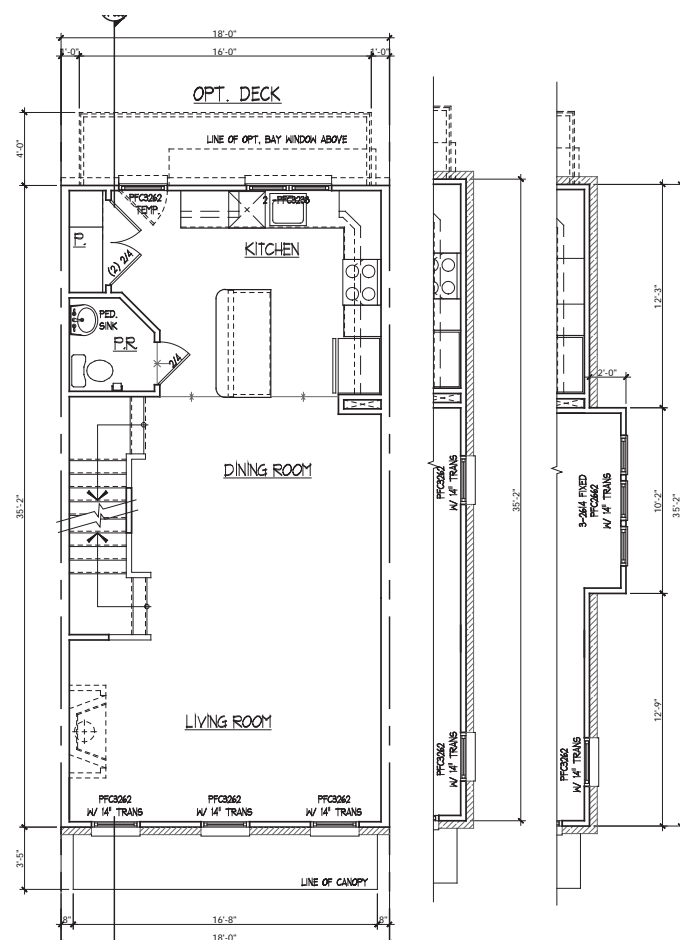 18'-0"
1'-0"
16'-0"
1'-0"
OPT. DECK
4'-0"
LINE OF OPT. BAY WINDOW ABOVE
PFC3262
TEMP
2 -PFC3238
P.
(2) 2/4
KITCHEN
PED.
SINK
P.R.
2/4
DINING ROOM
35'-2"
LIVING ROOM
PFC3262
W/ 14" TRANS
PFC3262
W/ 14" TRANS
PFC3262
W/ 14" TRANS
3'-5"
LINE OF CANOPY
8"
16'-8"
8"
18'-0"
PFC3262
W/ 14" TRANS
35'-2"
PFC3262
W/ 14" TRANS
12'-3"
2'-0"
3-2614 FIXED
PFC2662
W/ 14" TRANS
10'-2"
35'-2"
12'-9"
PFC3262
W/ 14" TRANS